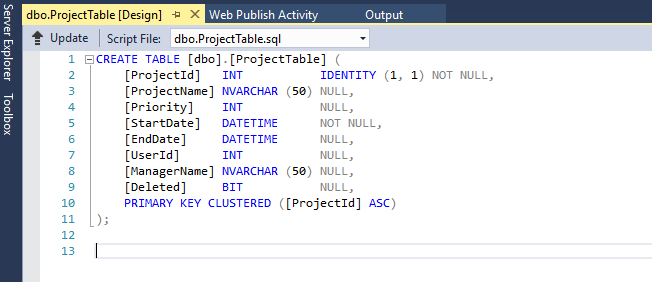 dbo.ProjectTable [Design] Web Publish Activity Output
Server Explorer
Toolbox
Update Script File: dbo.ProjectTable.sql
1 CREATE TABLE [dbo].[ProjectTable] (
2 [ProjectId] INT IDENTITY (1, 1) NOT NULL,
3 [ProjectName] NVARCHAR (50) NULL,
4 [Priority] INT NULL,
5 [StartDate] DATETIME NOT NULL,
6 [EndDate] DATETIME NULL,
7 [UserId] INT NULL,
8 [ManagerName] NVARCHAR (50) NULL,
9 [Deleted] BIT NULL,
10 PRIMARY KEY CLUSTERED ([ProjectId] ASC)
11 );
12
13